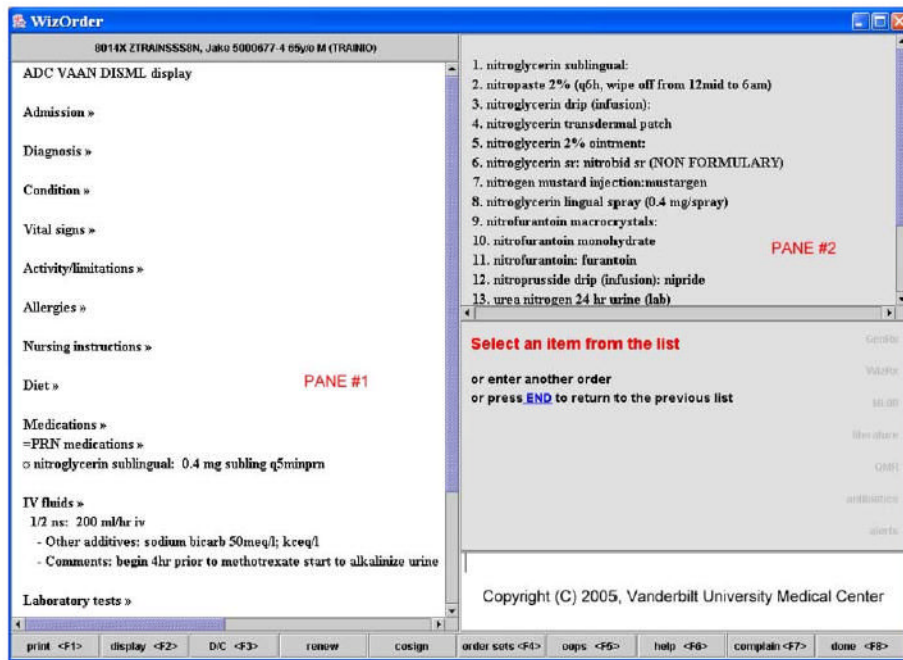 WizOrder
8014X ZTRAINSSS8N, Jake 5000677-4 65y/o M (TRAINIO)
ADC VAAN DISML display
Admission »
Diagnosis »
Condition »
Vital signs »
Activity/limitations »
Allergies »
Nursing instructions »
Diet »
PANE #1
Medications »
=PRN medications »
¤ nitroglycerin sublingual: 0.4 mg subling q5minprn
IV fluids »
1/2 ns: 200 ml/hr iv
- Other additives: sodium bicarb 50meq/l; kceq/l
- Comments: begin 4hr prior to methotrexate start to alkalinize urine
Laboratory tests »
1. nitroglycerin sublingual:
2. nitropaste 2% (q6h, wipe off from 12mid to 6am)
3. nitroglycerin drip (infusion):
4. nitroglycerin transdermal patch
5. nitroglycerin 2% ointment:
6. nitroglycerin sr: nitrobid sr (NON FORMULARY)
7. nitrogen mustard injection:mustargen
8. nitroglycerin lingual spray (0.4 mg/spray)
9. nitrofurantoin macrocrystals:
10. nitrofurantoin monohydrate
11. nitrofurantoin: furantoin
12. nitroprusside drip (infusion): nipride
13. urea nitrogen 24 hr urine (lab)
PANE #2
Select an item from the list
or enter another order
or press END to return to the previous list
GenRx
WizRx
literature
QMR
alerts
Copyright (C) 2005, Vanderbilt University Medical Center
print <F1> display <F2> D/C <F3> renew cosign order sets <F4> oops <F5> help <F6> complain <F7> done <F8>